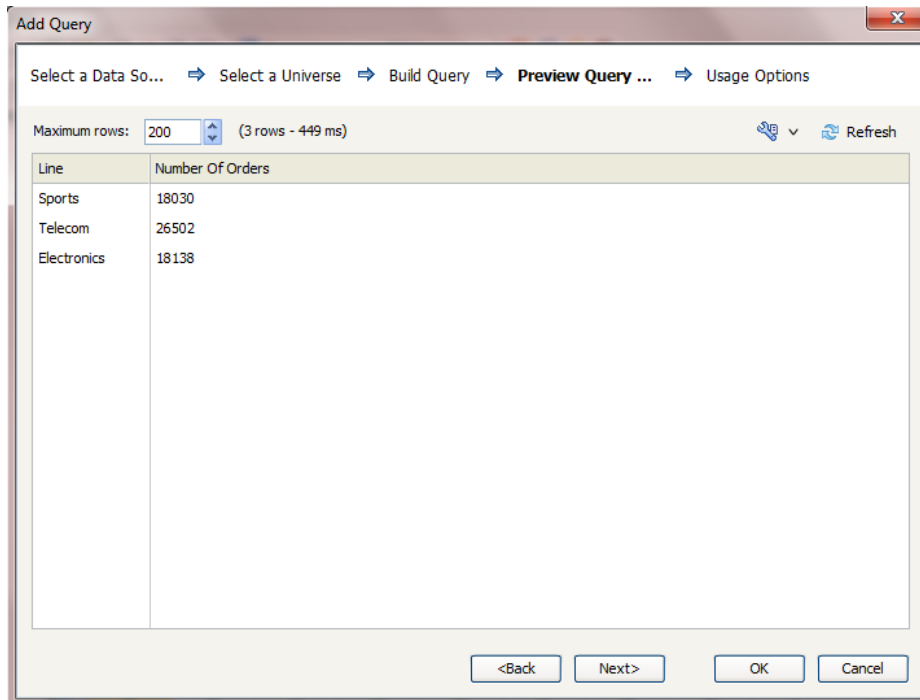 Add Query
Select a Data So... Select a Universe Build Query Preview Query ... Usage Options
Maximum rows: 200 (3 rows - 449 ms) Refresh
Line Number Of Orders
Sports 18030
Telecom 26502
Electronics 18138
<Back Next> OK Cancel